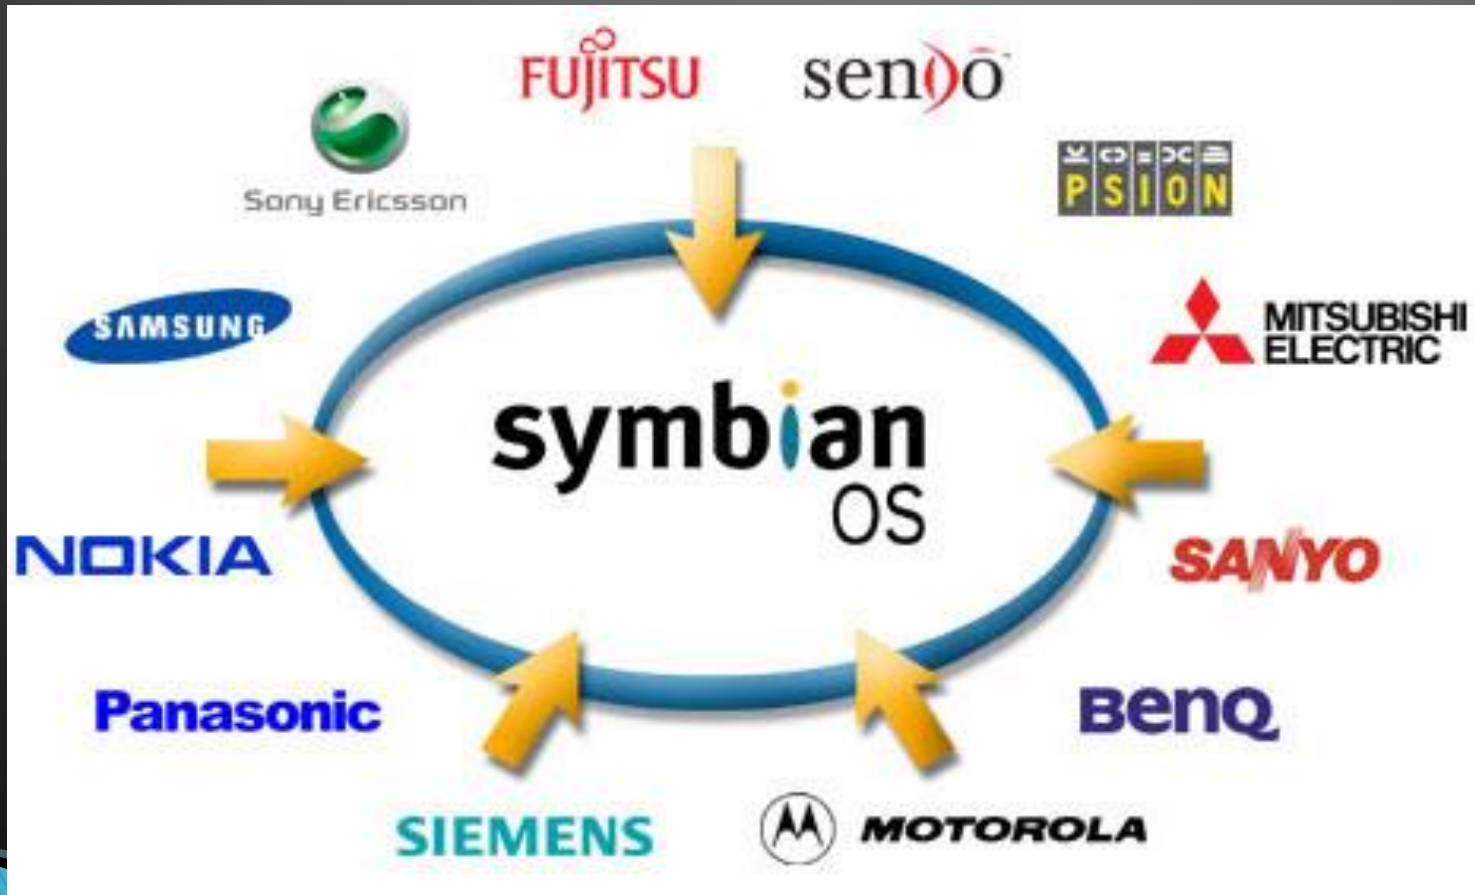 FUJITSU
sendo
Sony Ericsson
PSION
SAMSUNG
MITSUBISHI
ELECTRIC
symbian
OS
NOKIA
SANYO
Panasonic
BenQ
SIEMENS
MOTOROLA